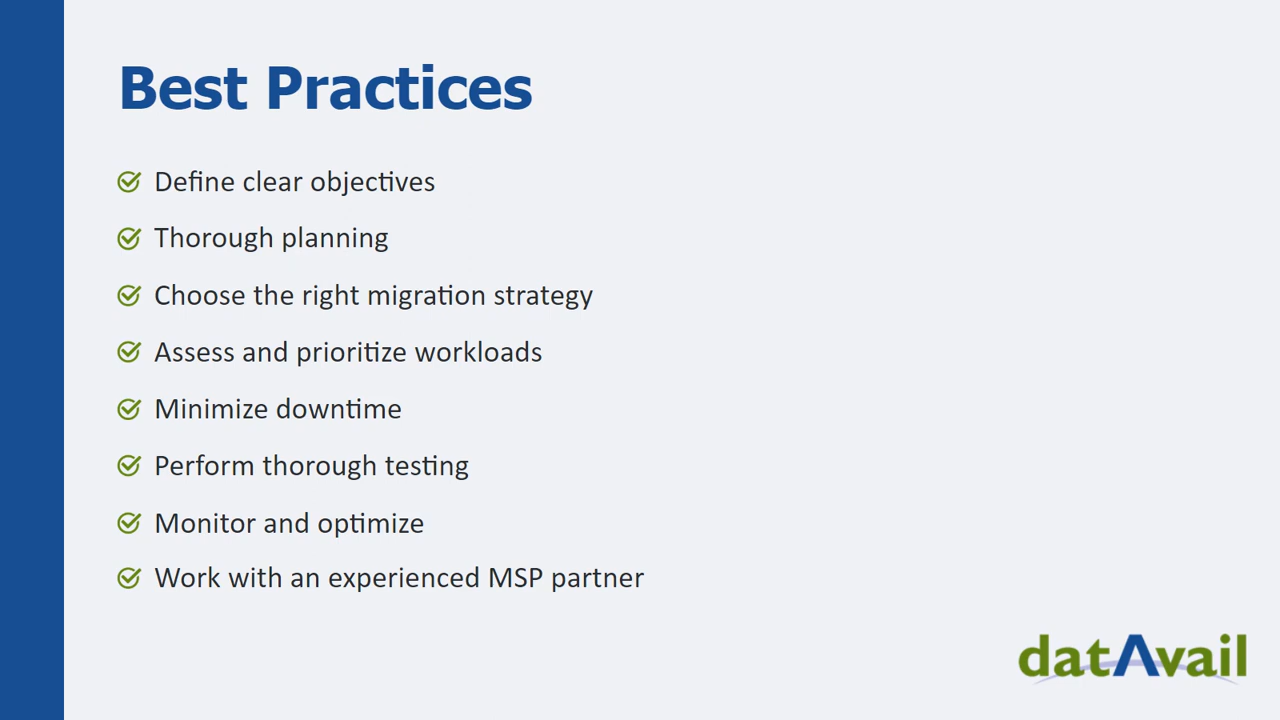 Best Practices
Define clear objectives
Thorough planning
Choose the right migration strategy
Assess and prioritize workloads
Minimize downtime
Perform thorough testing
Monitor and optimize
Work with an experienced MSP partner
datAvail